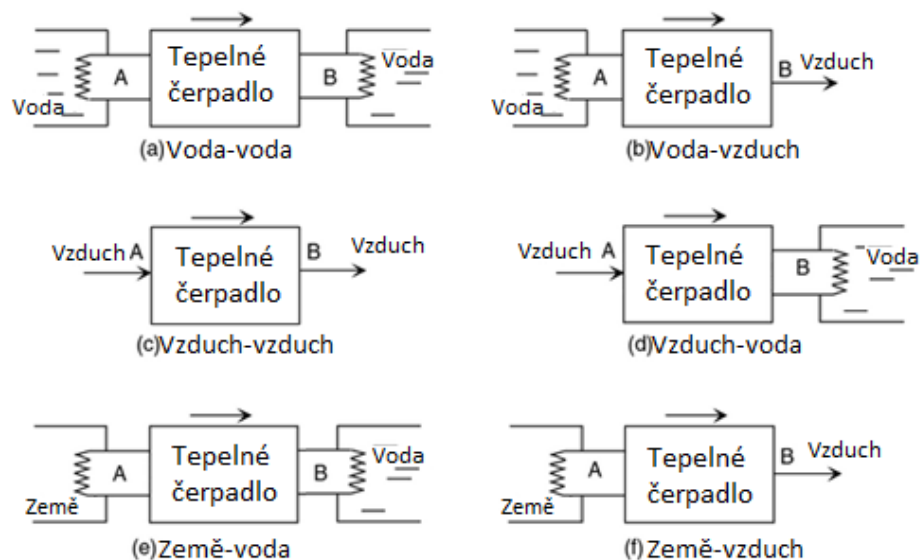 Voda
A
Tepelné
čerpadlo
B
Voda
(a) Voda-voda
Voda
A
Tepelné
čerpadlo
B
Vzduch
(b) Voda-vzduch
Vzduch
A
Tepelné
čerpadlo
B
Vzduch
(c) Vzduch-vzduch
Vzduch
A
Tepelné
čerpadlo
B
Voda
(d) Vzduch-voda
Země
A
Tepelné
čerpadlo
B
Voda
(e) Země-voda
Země
A
Tepelné
čerpadlo
B
Vzduch
(f) Země-vzduch